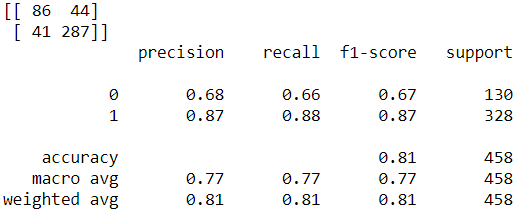 [[ 86  44]
 [ 41 287]]
              precision    recall  f1-score   support

           0       0.68      0.66      0.67       130
           1       0.87      0.88      0.87       328

    accuracy                           0.81       458
   macro avg       0.77      0.77      0.77       458
weighted avg       0.81      0.81      0.81       458